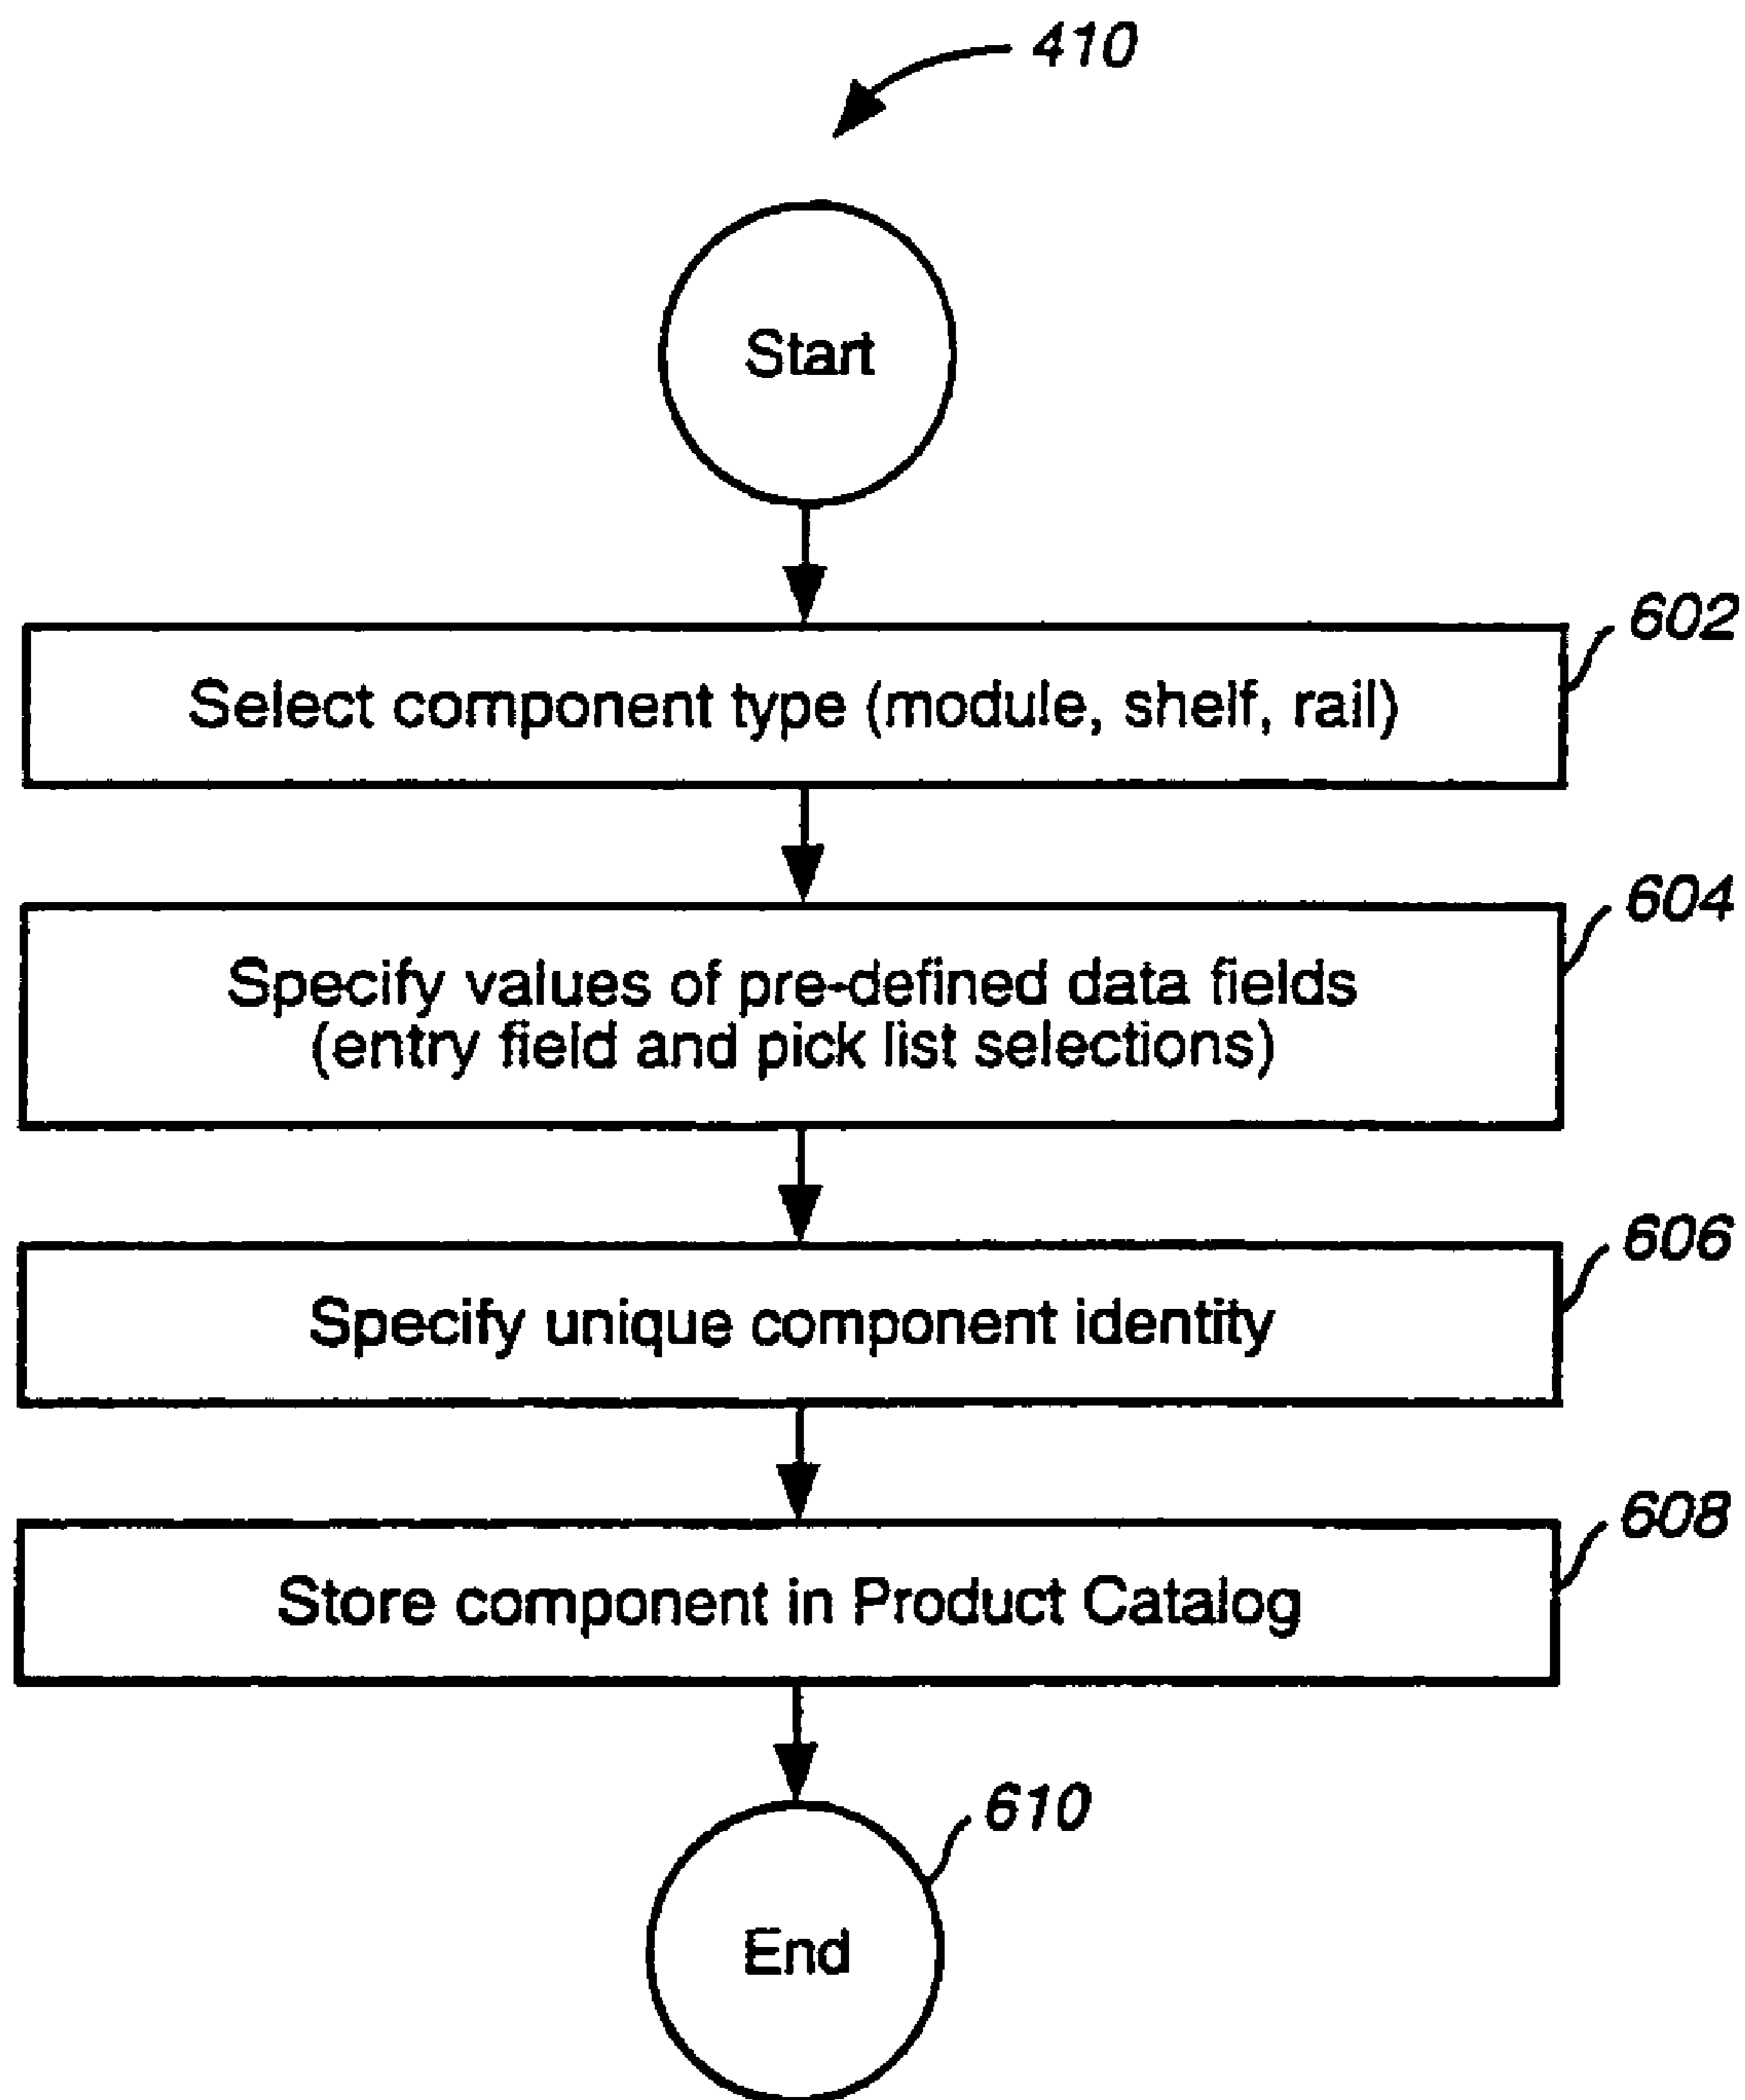 410
Start
602
Select component type (module, shelf, rail)
604
Specify values of pre-defined data fields
(entry field and pick list selections)
606
Specify unique component identity
608
Store component in Product Catalog
610
End